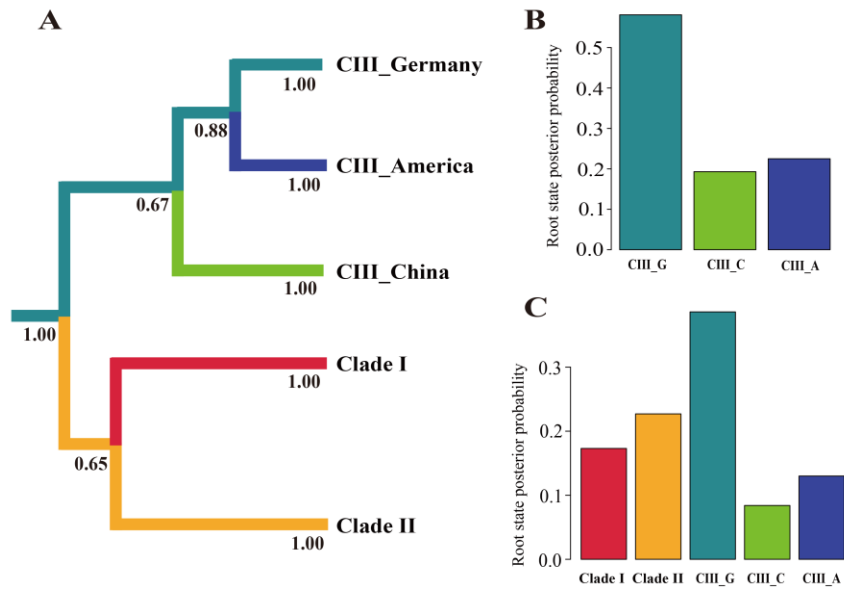 A
CIII_Germany
1.00
0.88
CIII_America
1.00
0.67
CIII_China
1.00
1.00
Clade I
1.00
0.65
Clade II
1.00
B
Root state posterior probability
0.5
0.4
0.3
0.2
0.1
0.0
CIII_G CIII_C CIII_A
C
Root state posterior probability
0.3
0.2
0.1
0.0
Clade I Clade II CIII_G CIII_C CIII_A